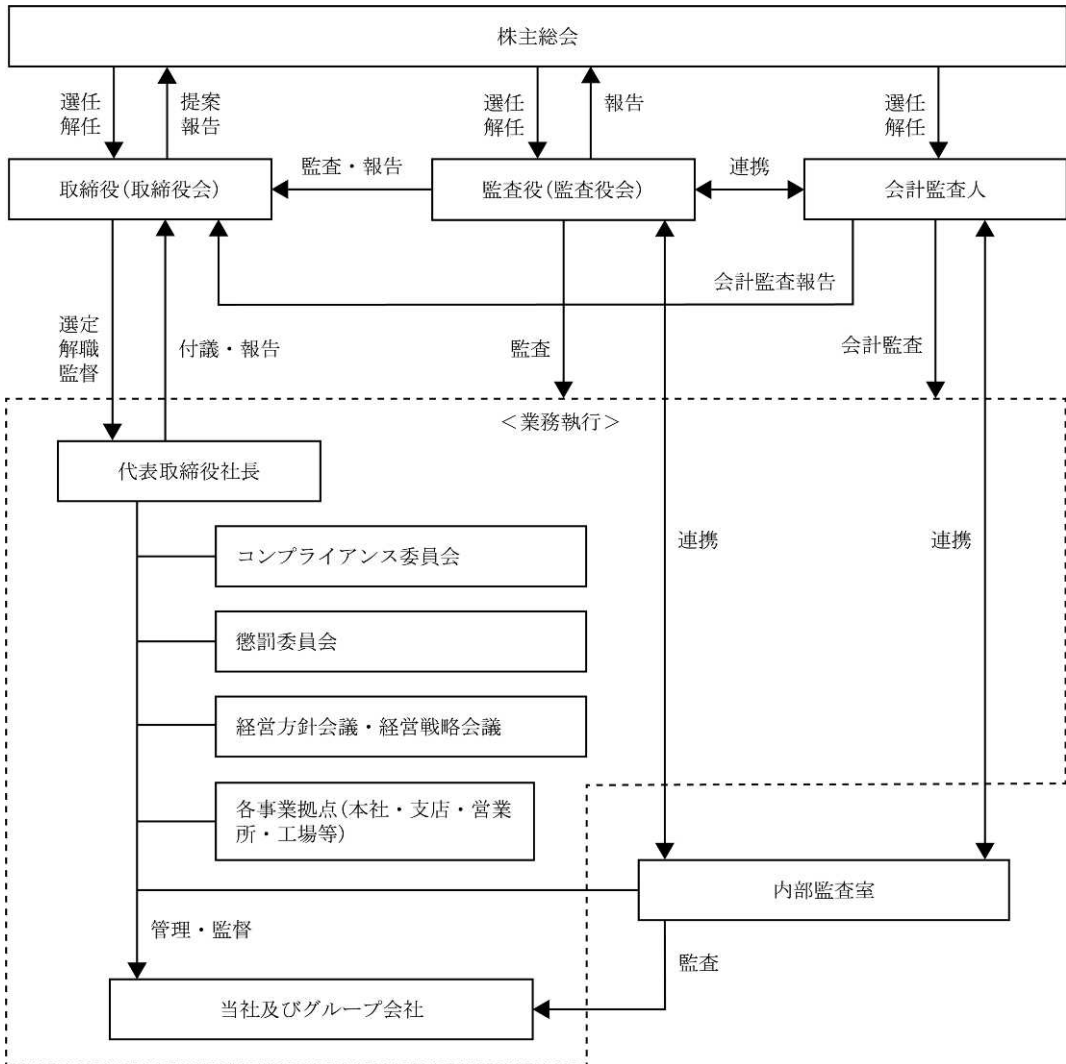 株主総会
選任
解任
提案
報告
選任
解任
報告
選任
解任
取締役(取締役会)
監査・報告
監査役(監査役会)
連携
会計監査人
会計監査報告
選定
解職
監督
付議・報告
監査
会計監査
<業務執行>
代表取締役社長
コンプライアンス委員会
連携
連携
懲罰委員会
経営方針会議・経営戦略会議
各事業拠点(本社・支店・営業
所・工場等)
内部監査室
管理・監督
監査
当社及びグループ会社